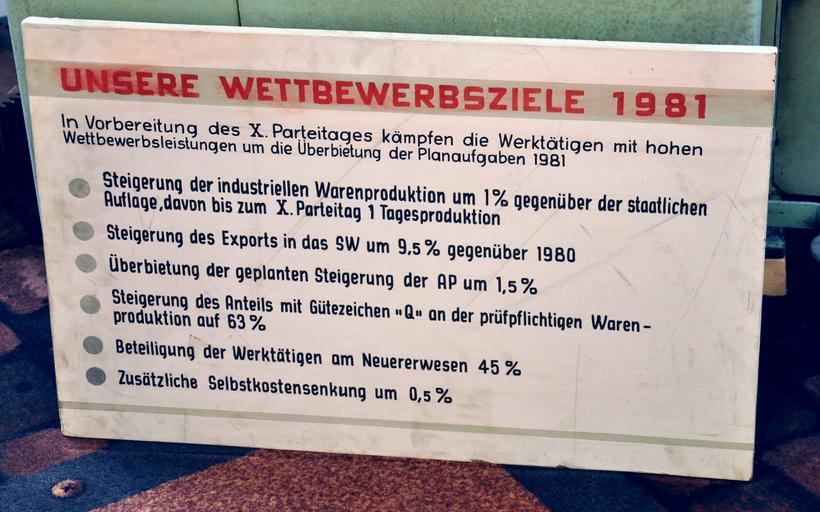 UNSERE WETTBEWERBSZIELE 1981
In Vorbereitung des X. Parteitages kämpfen die Werktätigen mit hohen
Wettbewerbsleistungen um die Überbietung der Planaufgaben 1981
Steigerung der industriellen Warenproduktion um 1% gegenüber der staatlichen
Auflage, davon bis zum X. Parteitag 1 Tagesproduktion
Steigerung des Exports in das SW um 9,5% gegenüber 1980
Überbietung der geplanten Steigerung der AP um 1,5%
Steigerung des Anteils mit Gütezeichen "Q" an der prüfpflichtigen Waren-
produktion auf 63%
Beteiligung der Werktätigen am Neuererwesen 45%
Zusätzliche Selbstkostensenkung um 0,5%